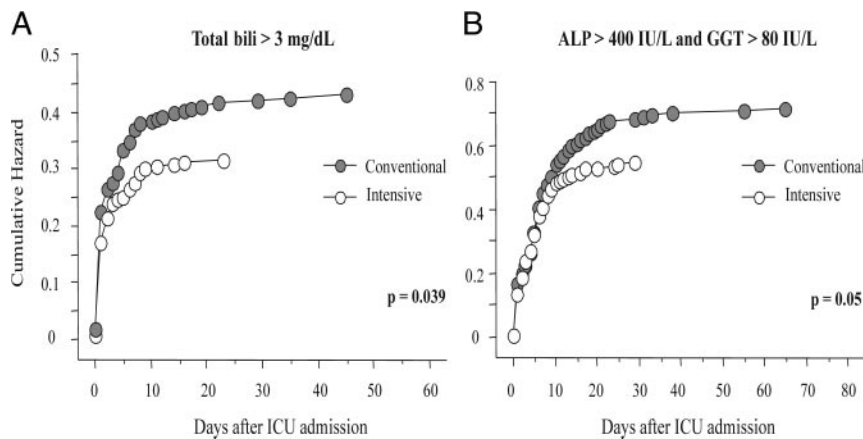 A
Total bili > 3 mg/dL
0.5
0.4
0.3
0.2
0.1
0
Cumulative Hazard
Conventional
Intensive
p = 0.039
0 10 20 30 40 50 60
Days after ICU admission
B
ALP > 400 IU/L and GGT > 80 IU/L
0.8
0.6
0.4
0.2
0
Conventional
Intensive
p = 0.05
0 10 20 30 40 50 60 70 80
Days after ICU admission